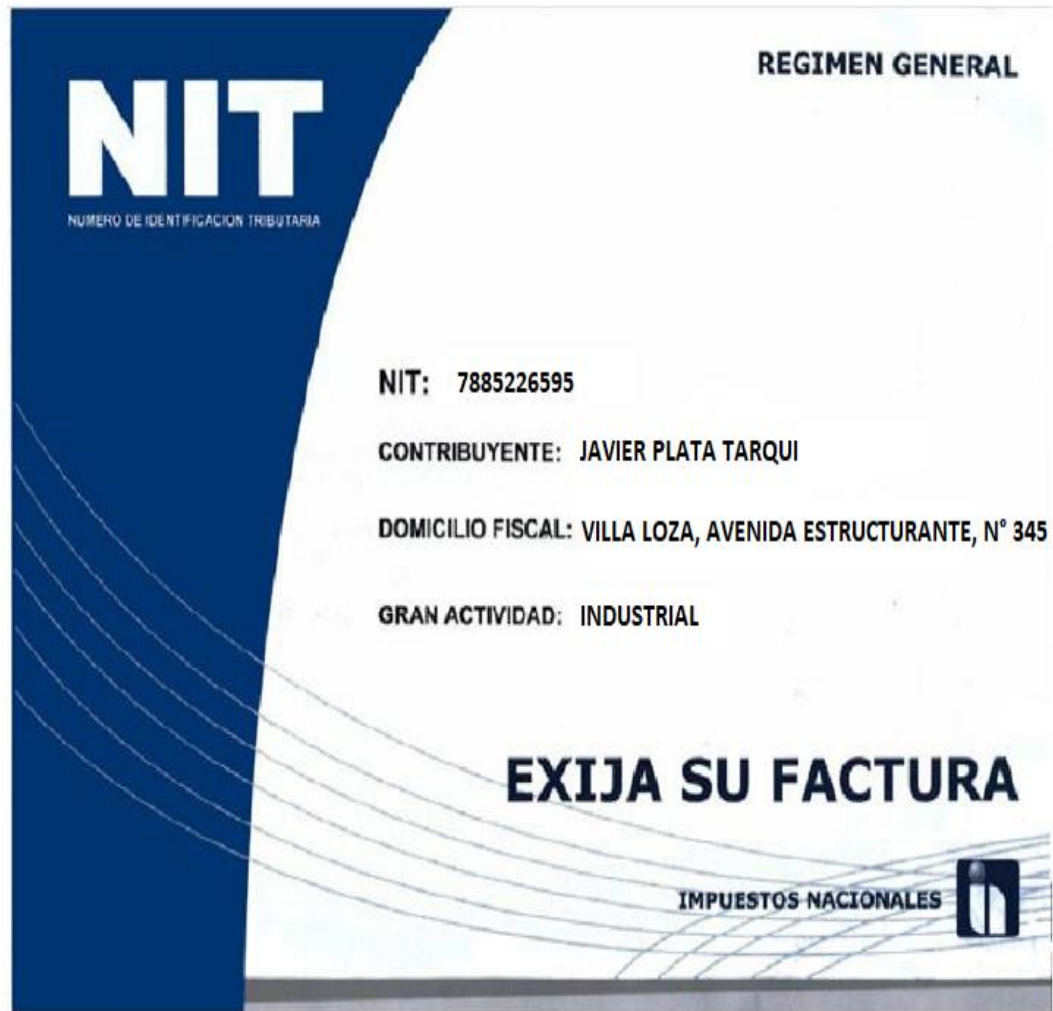 REGIMEN GENERAL
NIT
NUMERO DE IDENTIFICACION TRIBUTARIA
NIT: 7885226595
CONTRIBUYENTE: JAVIER PLATA TARQUI
DOMICILIO FISCAL: VILLA LOZA, AVENIDA ESTRUCTURANTE, N° 345
GRAN ACTIVIDAD: INDUSTRIAL
EXIJA SU FACTURA
IMPUESTOS NACIONALES
in